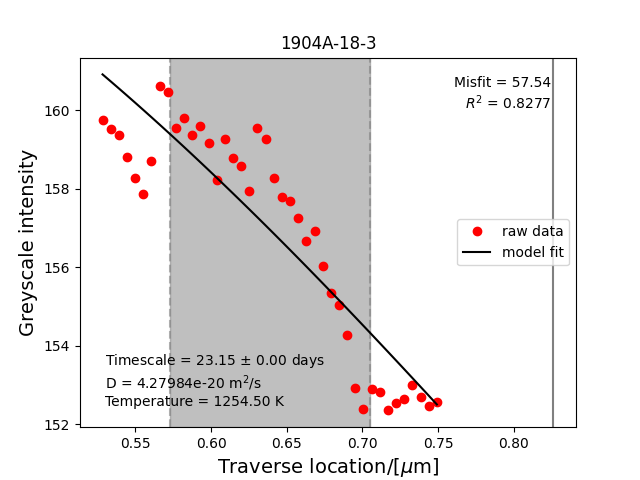 1904A-18-3
Misfit = 57.54
R² = 0.8277
raw data
model fit
Timescale = 23.15 ± 0.00 days
D = 4.27984e-20 m²/s
Temperature = 1254.50 K
Greyscale intensity
160
158
156
154
152
0.55 0.60 0.65 0.70 0.75 0.80
Traverse location/[μm]